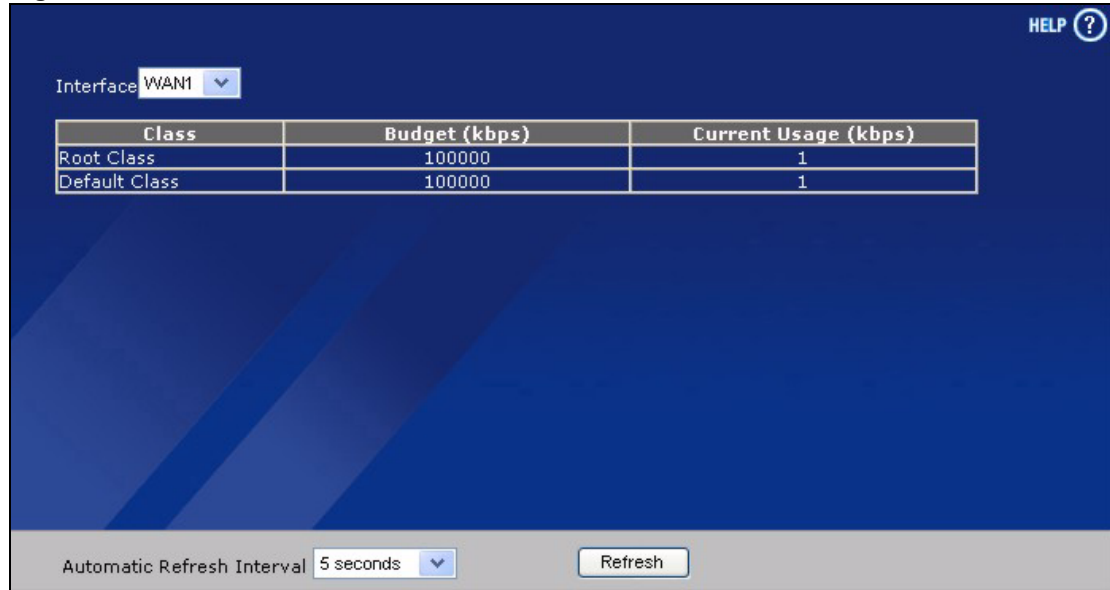 HELP ?
Interface WAN1
Class Budget (kbps) Current Usage (kbps)
Root Class 100000 1
Default Class 100000 1
Automatic Refresh Interval 5 seconds Refresh